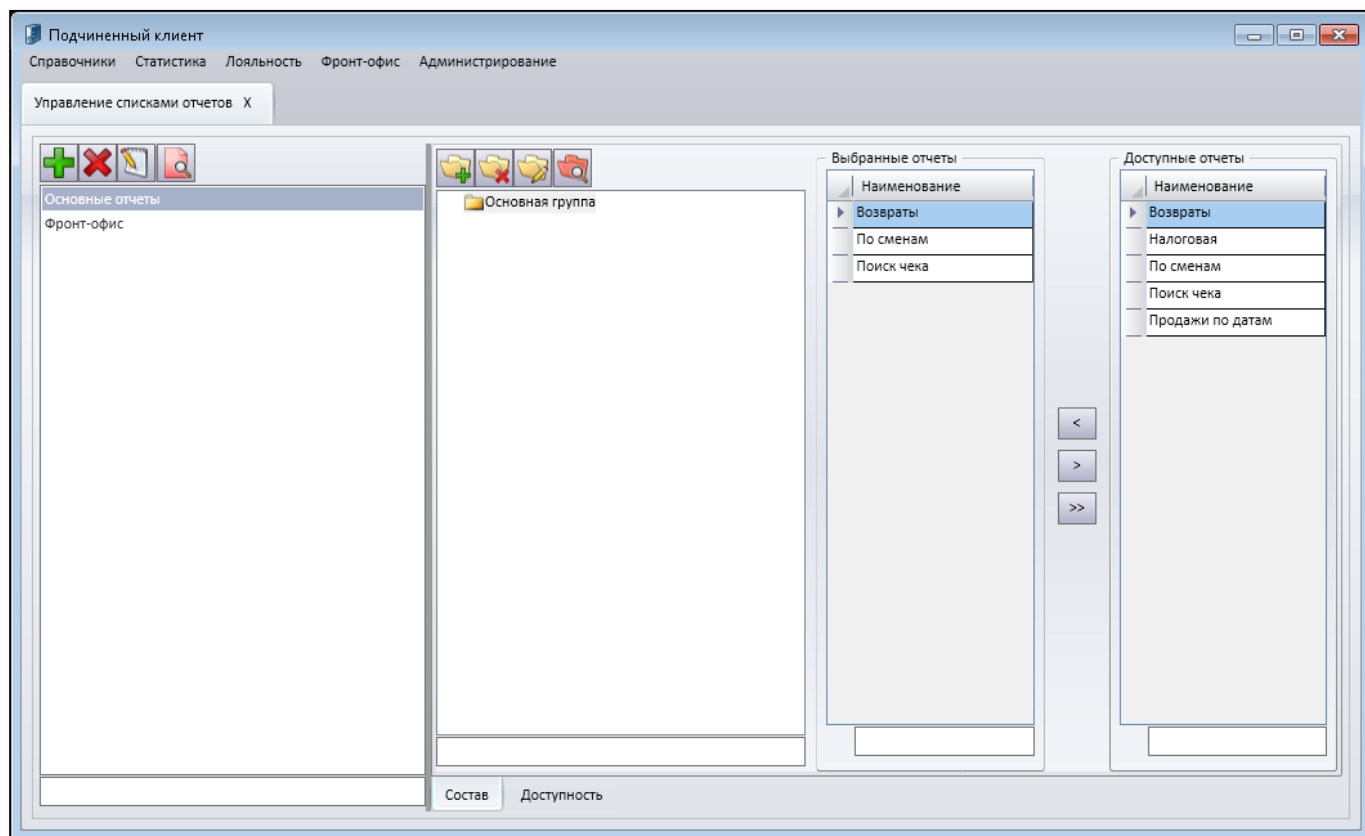 Подчиненный клиент
Справочники Статистика Лояльность Фронт-офис Администрирование
Управление списками отчетов X
Основные отчеты
Фронт-офис
Основная группа
Выбранные отчеты
Наименование
Возвраты
По сменам
Поиск чека
<
>
>>
Доступные отчеты
Наименование
Возвраты
Налоговая
По сменам
Поиск чека
Продажи по датам
Состав Доступность